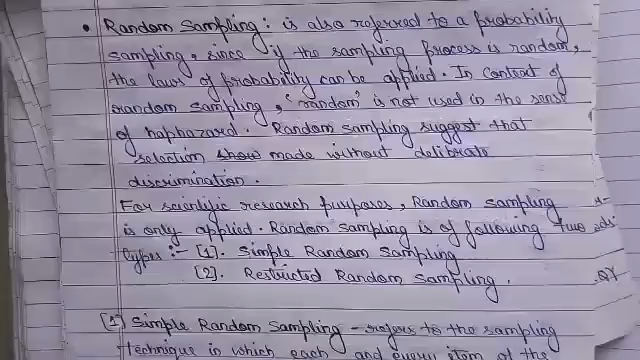 • Random Sampling: is also referred to a probability
sampling, since if the sampling process is random,
the laws of probability can be applied. In context of
random sampling, 'random' is not used in the sense
of haphazard. Random sampling suggest that
selection show made without delibrate
discrimination.
For scientific research purposes, Random Sampling
is only applied. Random Sampling is of following two
types :- [1]. Simple Random Sampling
[2]. Restricted Random Sampling.
[1] Simple Random Sampling - refers to the sampling
technique in which each and every item of the